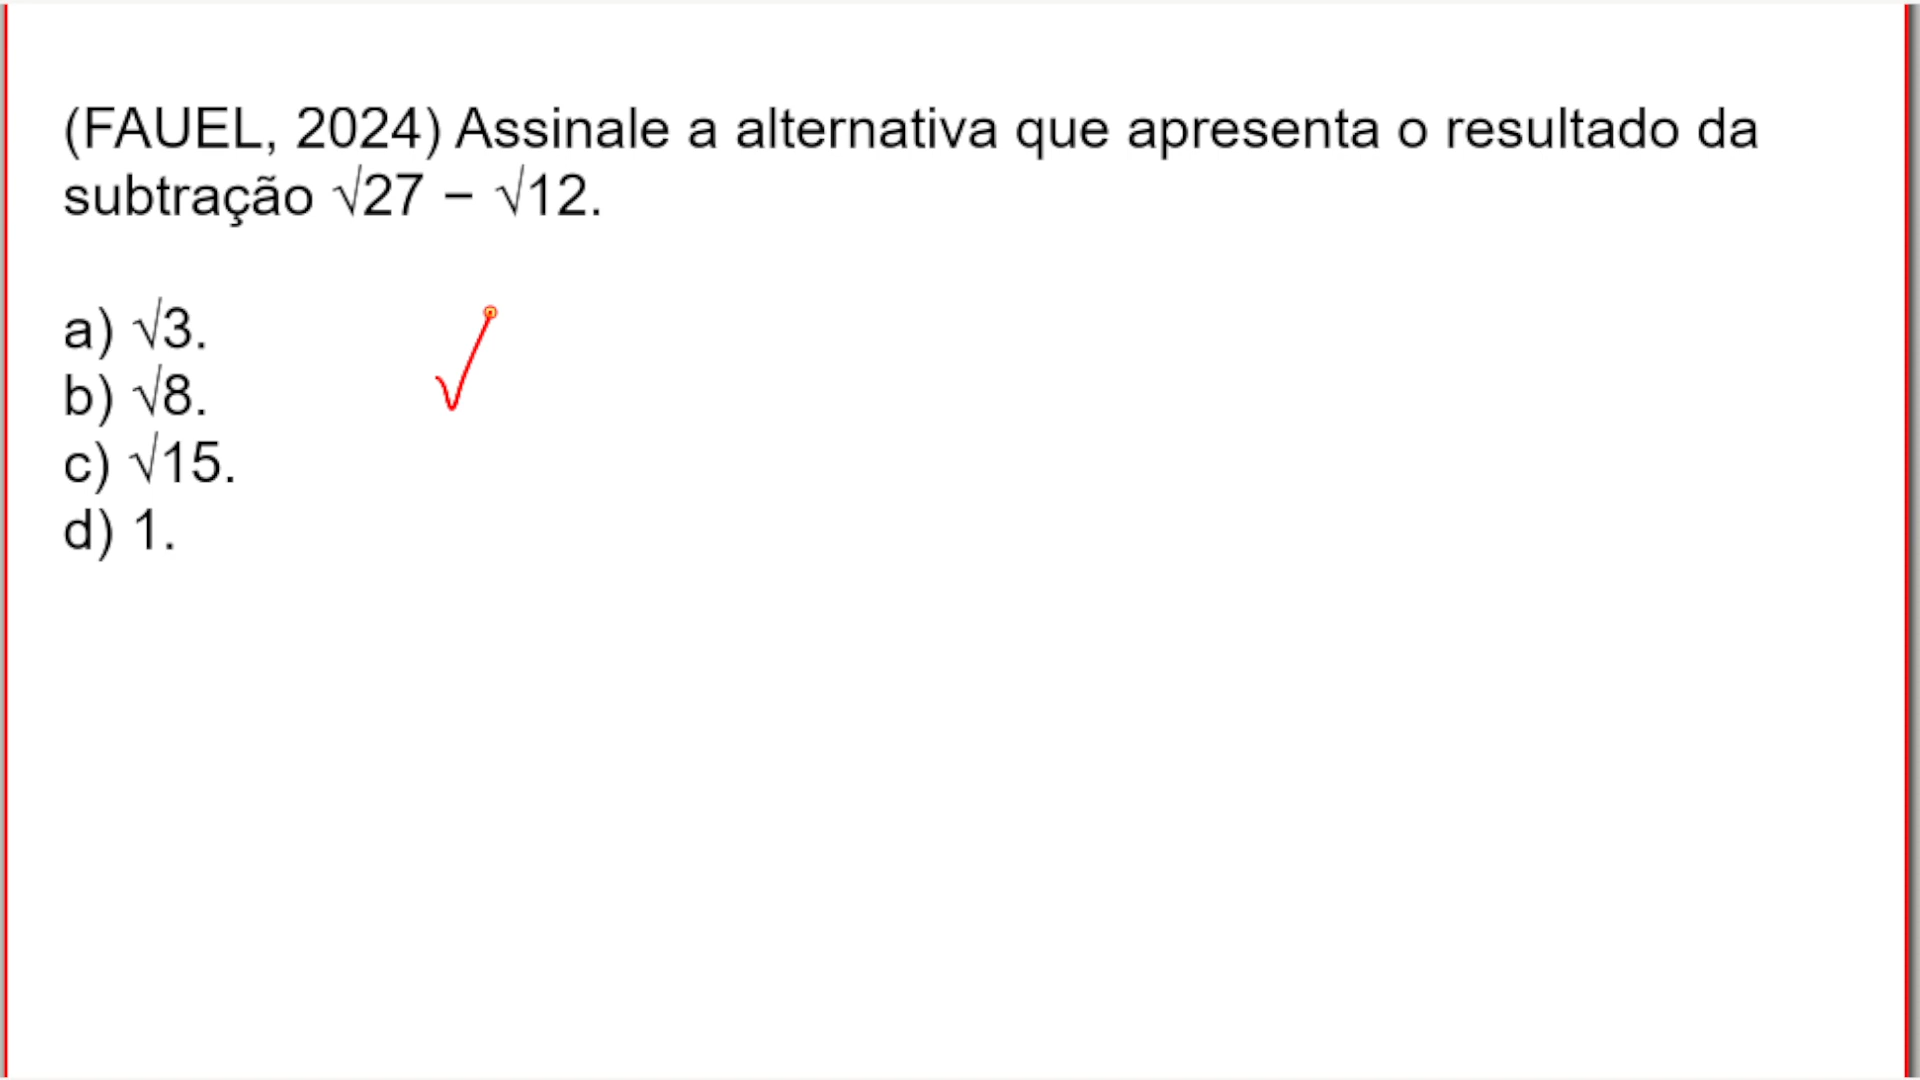 (FAUEL, 2024) Assinale a alternativa que apresenta o resultado da
subtração √27 – √12.
a) √3.
b) √8.
c) √15.
d) 1.
√